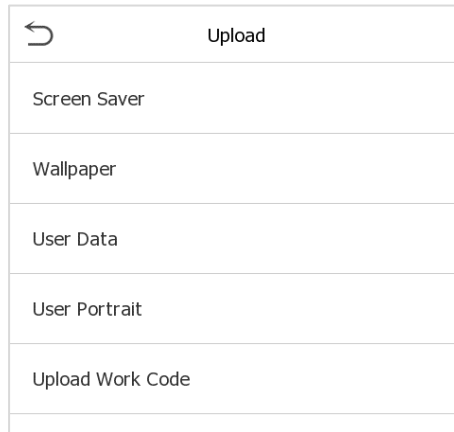 Upload
Screen Saver
Wallpaper
User Data
User Portrait
Upload Work Code